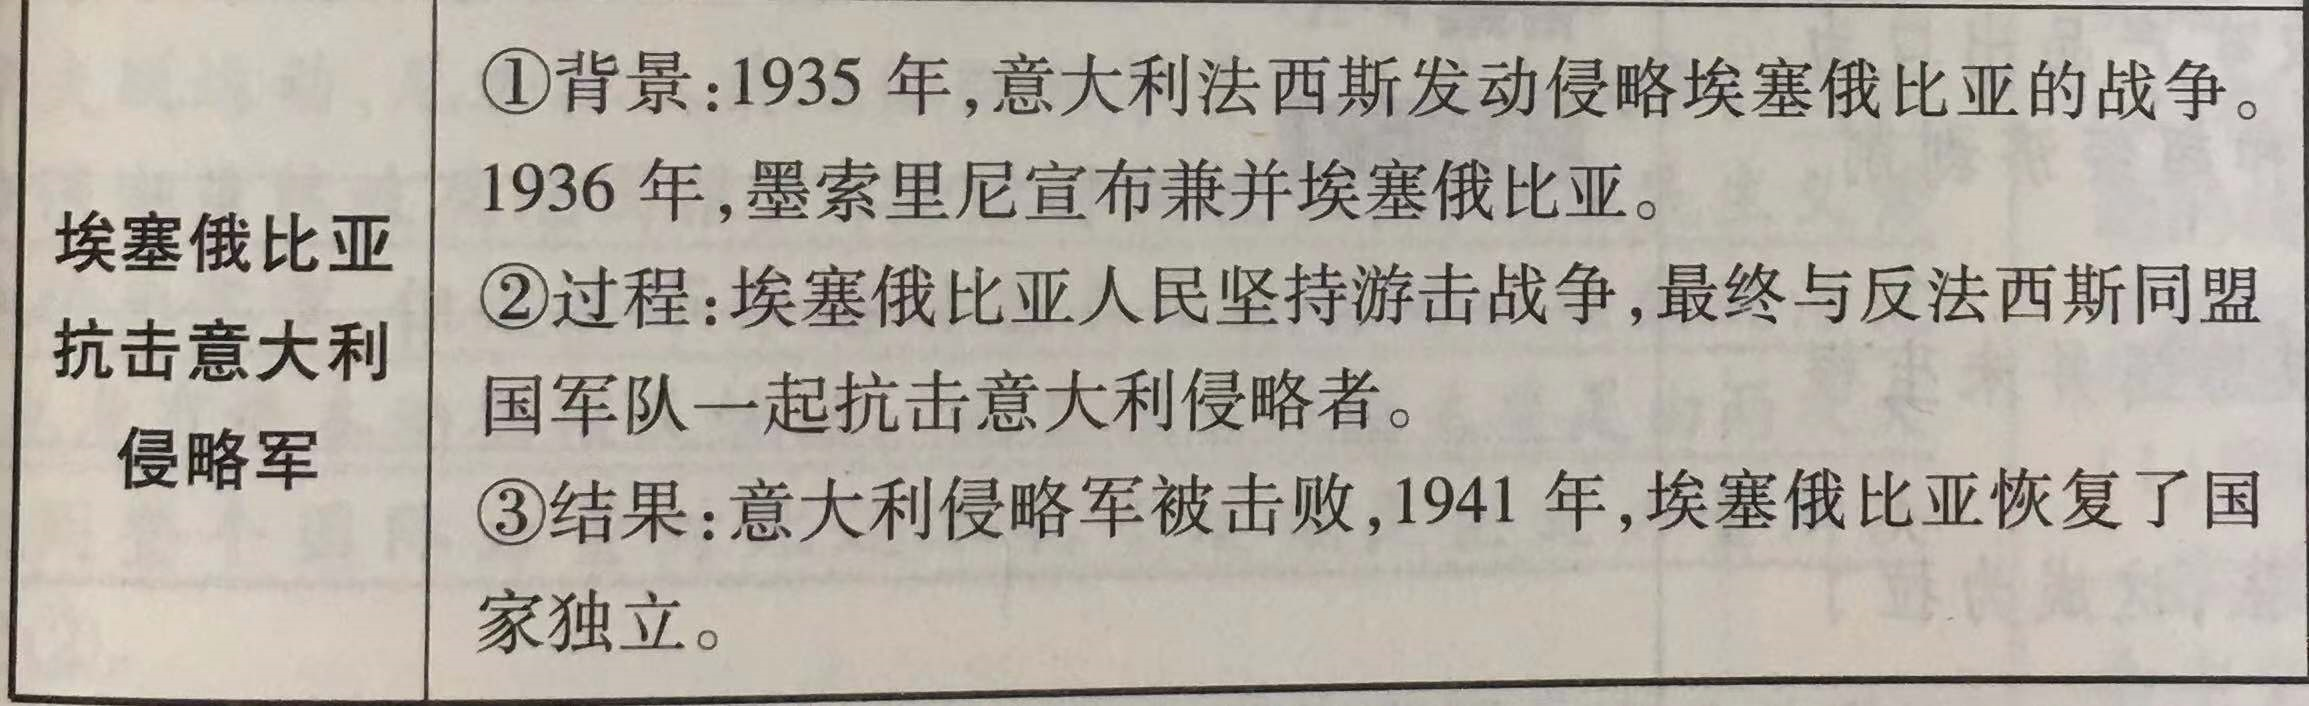 埃塞俄比亚
抗击意大利
侵略军
①背景:1935 年,意大利法西斯发动侵略埃塞俄比亚的战争。
1936 年,墨索里尼宣布兼并埃塞俄比亚。
②过程:埃塞俄比亚人民坚持游击战争,最终与反法西斯同盟
国军队一起抗击意大利侵略者。
③结果:意大利侵略军被击败,1941 年,埃塞俄比亚恢复了国
家独立。